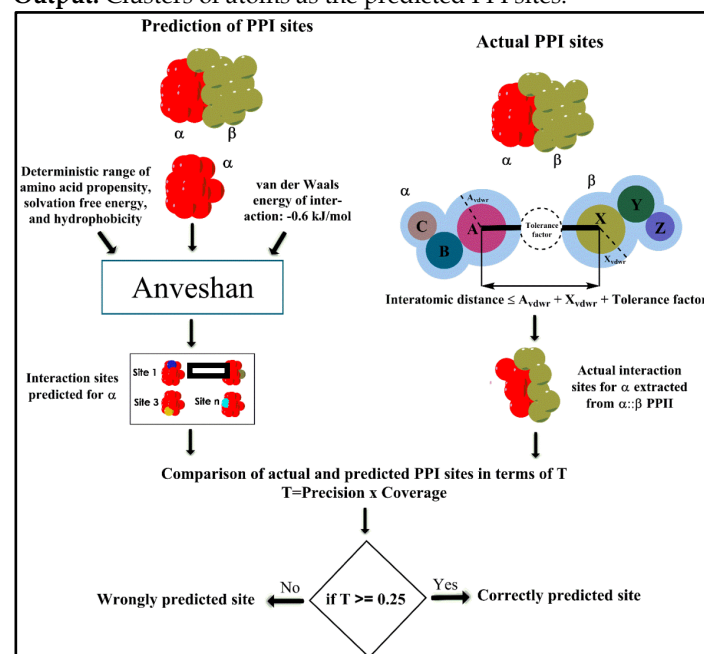 Output: Clusters of atoms as the predicted PPI sites.
Prediction of PPI sites
Actual PPI sites
α β
α β
α
Deterministic range of
amino acid propensity,
solvation free energy,
and hydrophobicity
van der Waals
energy of inter-
action: -0.6 kJ/mol
α β
A vdwr
C B A
Tolerance
factor
X Y Z
X vdwr
Anveshan
Interatomic distance ≤ A vdwr + X vdwr + Tolerance factor
Interaction sites
predicted for α
Site 1
Site 3 Site n
Actual interaction
sites for α extracted
from α::β PPII
Comparison of actual and predicted PPI sites in terms of T
T=Precision x Coverage
if T >= 0.25
No
Yes
Wrongly predicted site
Correctly predicted site